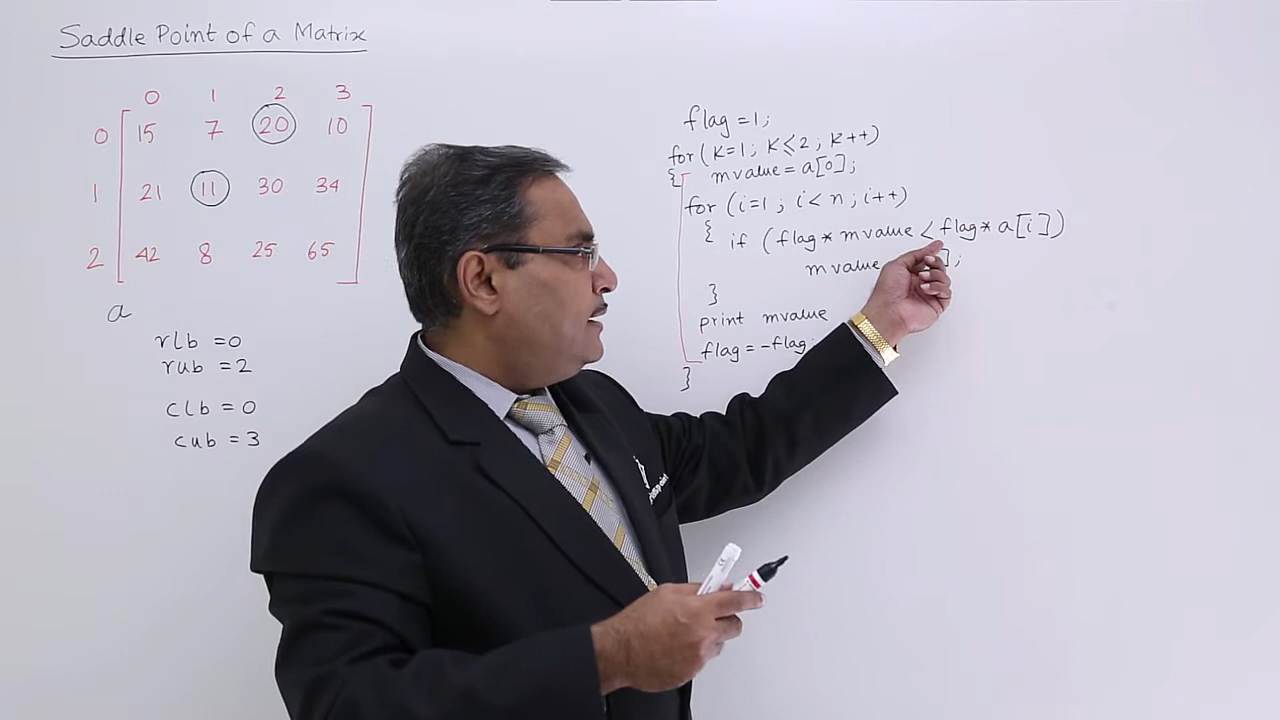 Saddle Point of a Matrix
0 1 2 3
0 15 7 20 10
1 21 11 30 34
2 42 8 25 65
a
rlb = 0
rub = 2
clb = 0
cub = 3
flag = 1;
for (k=1; k≤2; k++)
{ mvalue = a[0];
for (i=1; i<n; i++)
{ if (flag * mvalue < flag * a[i])
mvalue ];
}
print mvalue
flag = -flag;
}